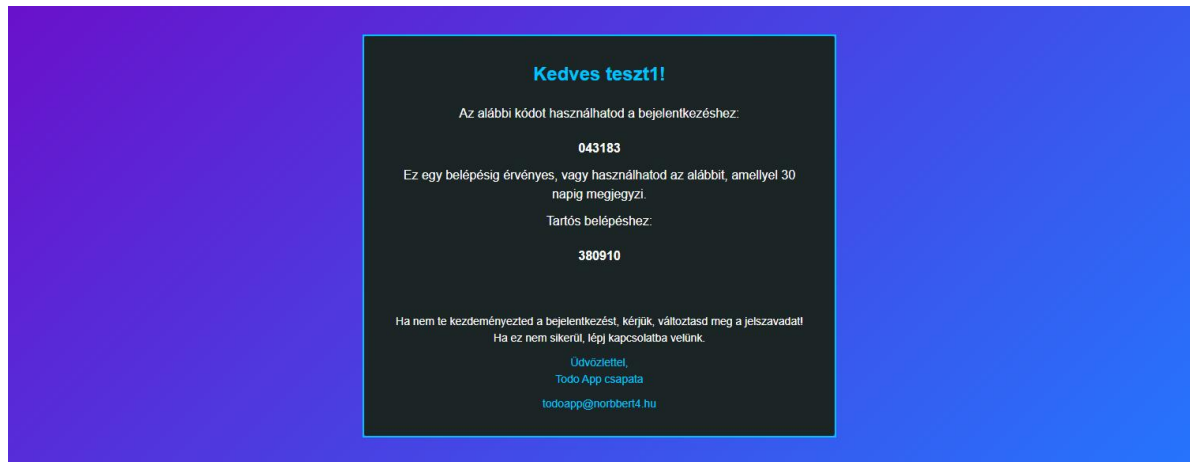 Kedves teszt1!
Az alábbi kódot használhatod a bejelentkezéshez:
043183
Ez egy belépésig érvényes, vagy használhatod az alábbit, amellyel 30
napig megjegyzi.
Tartós belépéshez:
380910
Ha nem te kezdeményezted a bejelentkezést, kérjük, változtasd meg a jelszavadat!
Ha ez nem sikerül, lépj kapcsolatba velünk.
Üdvözlettel,
Todo App csapata
todoapp@norbbert4.hu